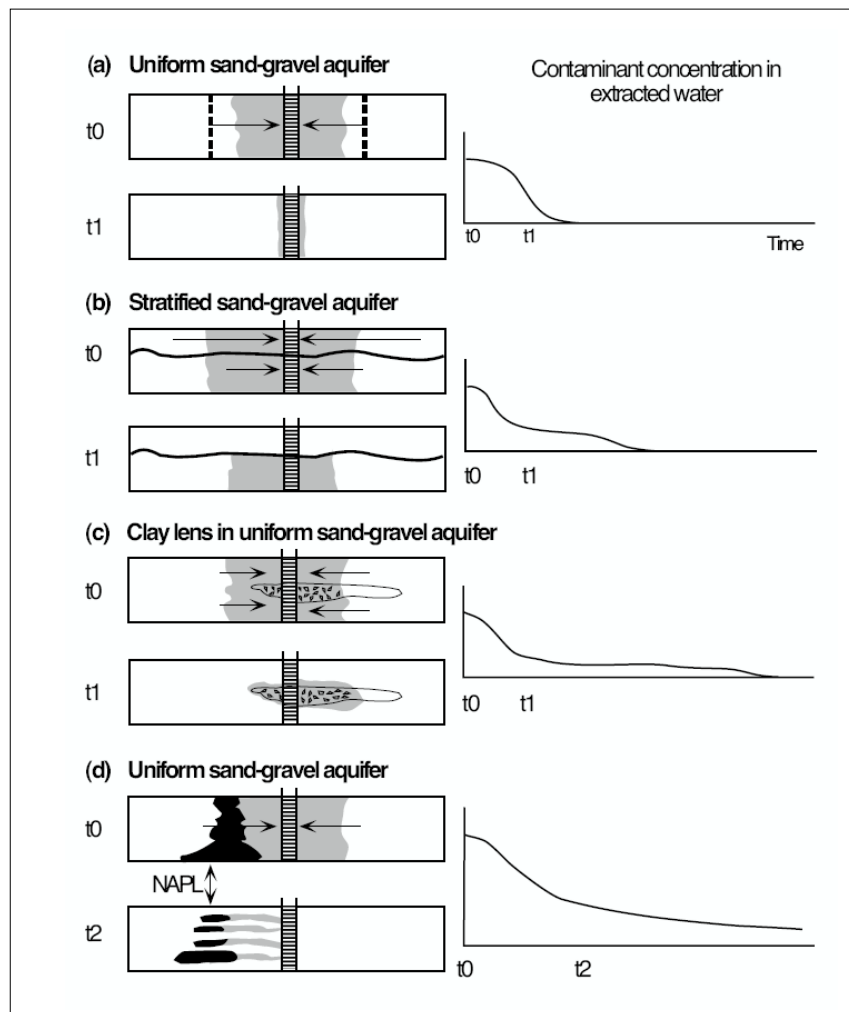 (a) Uniform sand-gravel aquifer
Contaminant concentration in
extracted water
t0
t1
t0
t1
Time
(b) Stratified sand-gravel aquifer
t0
t1
t0
t1
(c) Clay lens in uniform sand-gravel aquifer
t0
t1
t0
t1
(d) Uniform sand-gravel aquifer
t0
NAPL
t2
t0
t2